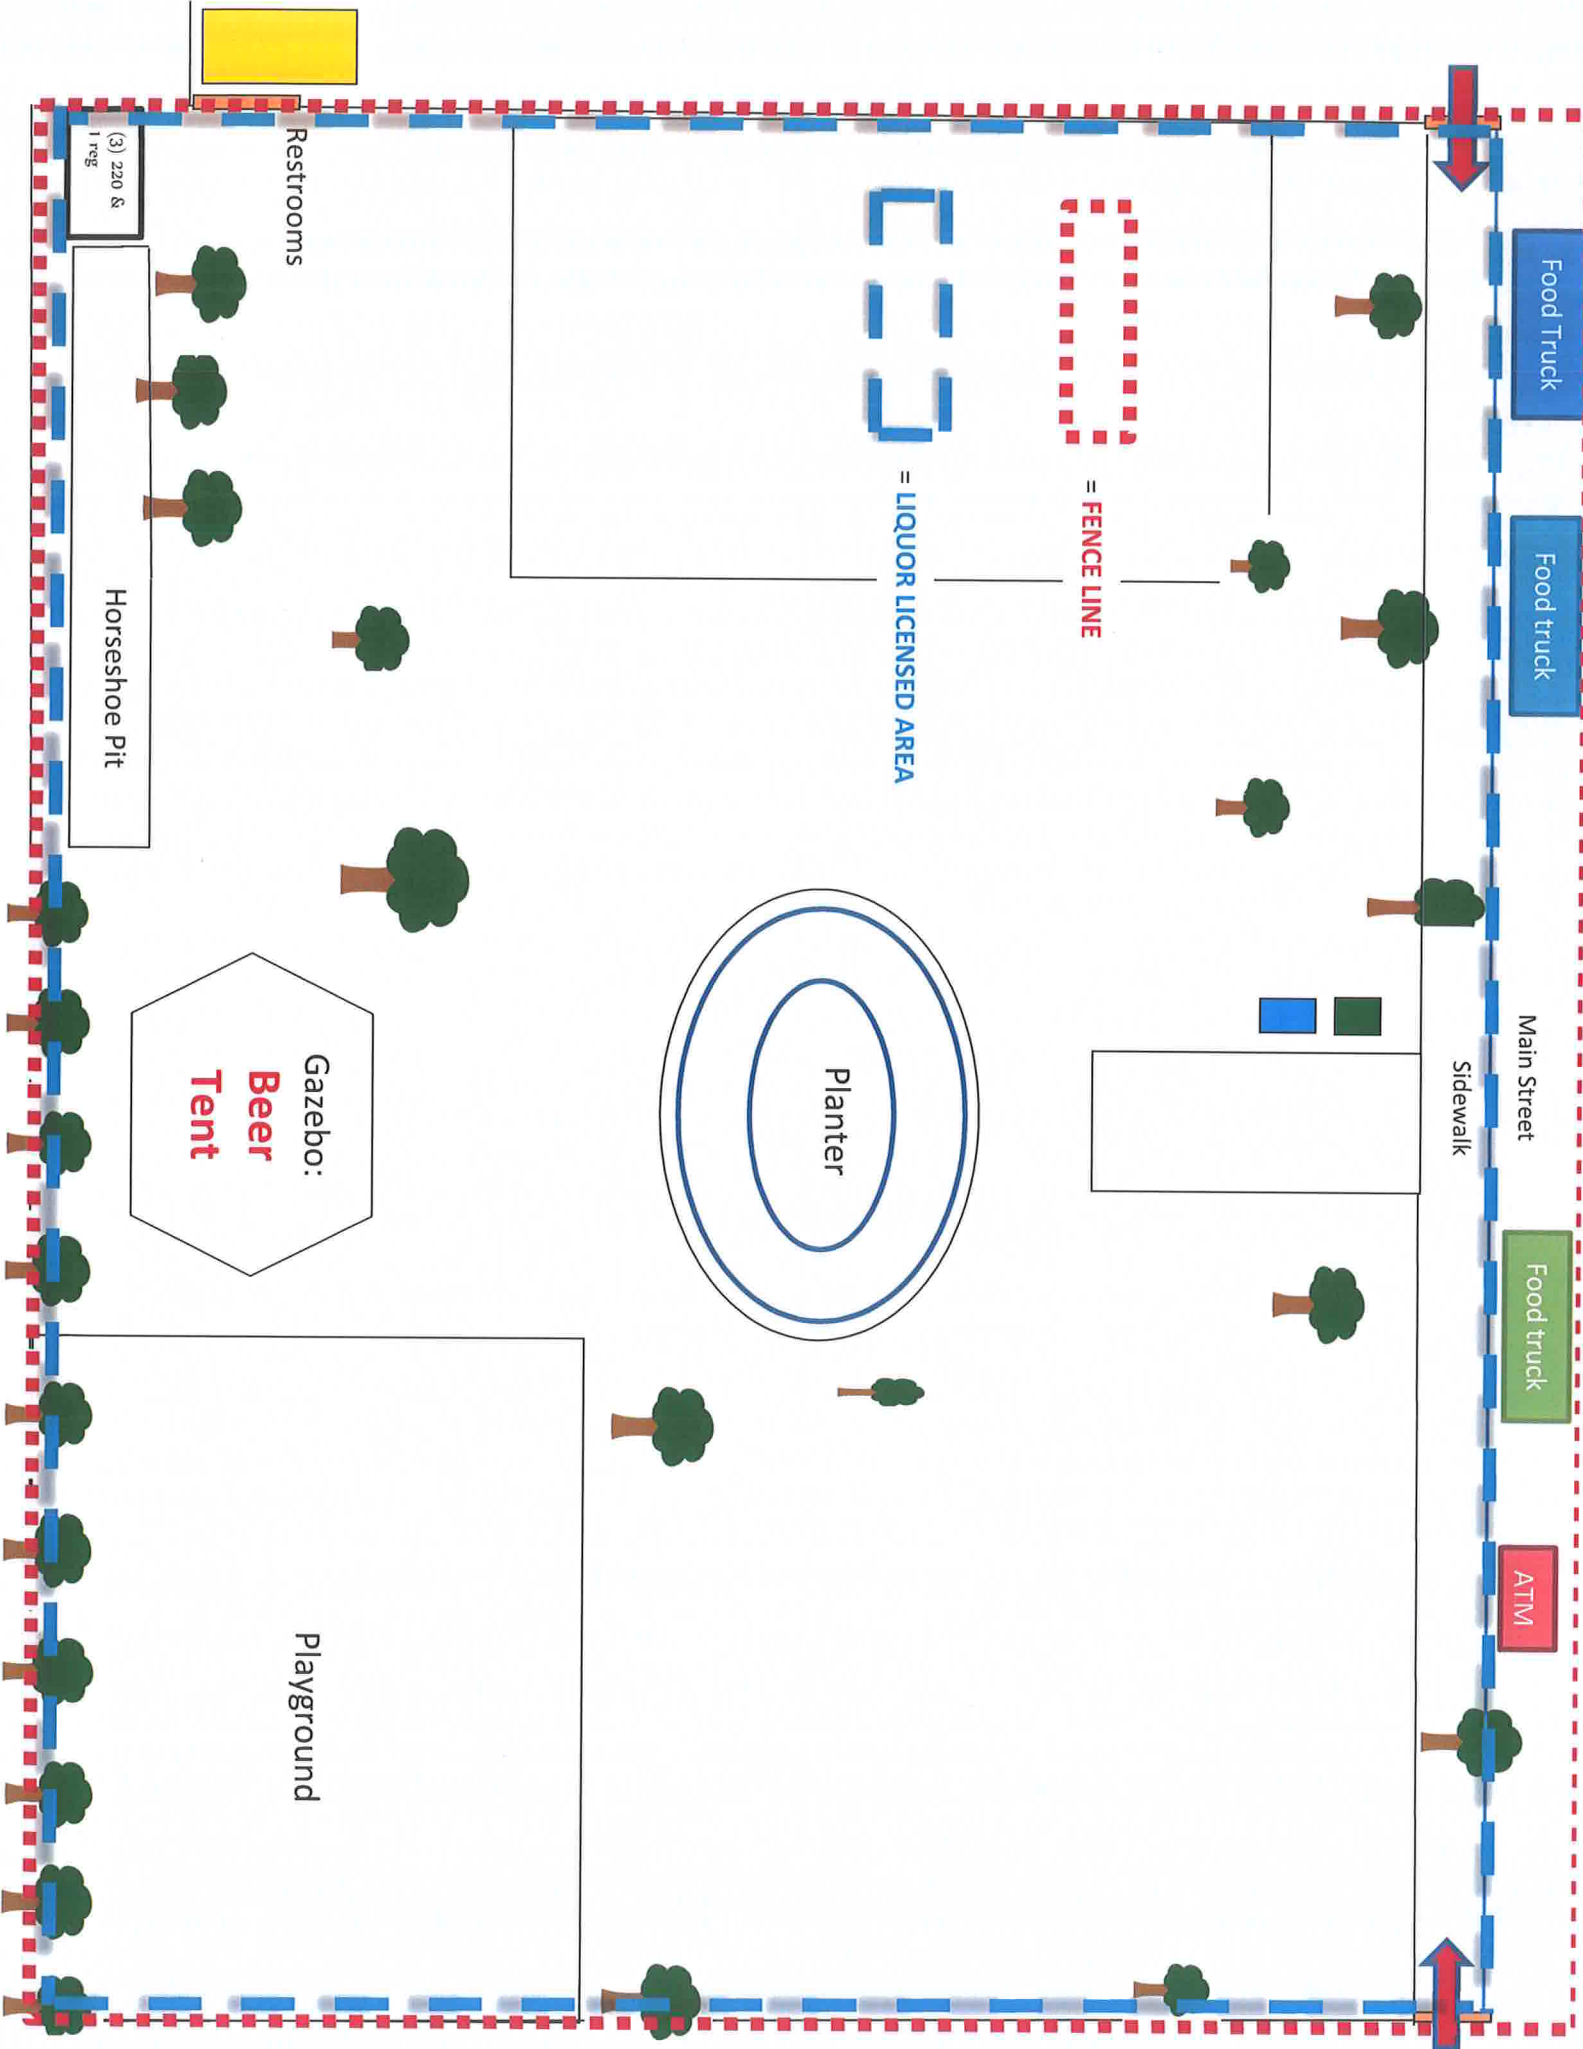 Food Truck
Food truck
Main Street
Food truck
ATM
Sidewalk
= FENCE LINE
= LIQUOR LICENSED AREA
Planter
Restrooms
Gazebo:
Beer
Tent
Playground
(3) 220 &
1 reg
Horseshoe Pit